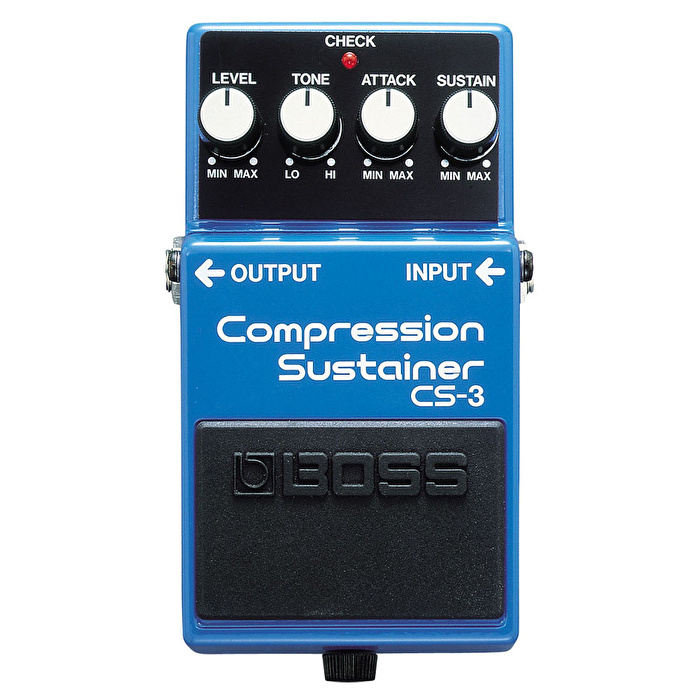 CHECK
LEVEL TONE ATTACK SUSTAIN
MIN MAX LO HI MIN MAX MIN MAX
OUTPUT INPUT
Compression
Sustainer
CS-3
BOSS